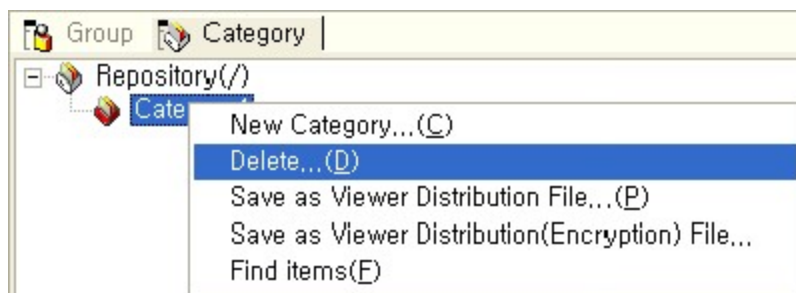 Group Category
Repository(/)
Cate
New Category...(C)
Delete...(D)
Save as Viewer Distribution File...(P)
Save as Viewer Distribution(Encryption) File...
Find items(F)